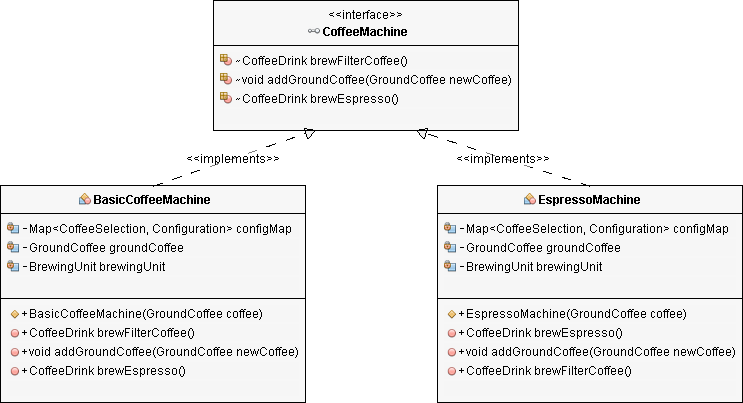 <<interface>>
CoffeeMachine
~CoffeeDrink brewFilterCoffee()
~void addGroundCoffee(GroundCoffee newCoffee)
~CoffeeDrink brewEspresso()
<<implements>>
<<implements>>
BasicCoffeeMachine
-Map<CoffeeSelection, Configuration> configMap
-GroundCoffee groundCoffee
-BrewingUnit brewingUnit
+BasicCoffeeMachine(GroundCoffee coffee)
+CoffeeDrink brewFilterCoffee()
+void addGroundCoffee(GroundCoffee newCoffee)
+CoffeeDrink brewEspresso()
EspressoMachine
-Map<CoffeeSelection, Configuration> configMap
-GroundCoffee groundCoffee
-BrewingUnit brewingUnit
+EspressoMachine(GroundCoffee coffee)
+CoffeeDrink brewEspresso()
+void addGroundCoffee(GroundCoffee newCoffee)
+CoffeeDrink brewFilterCoffee()